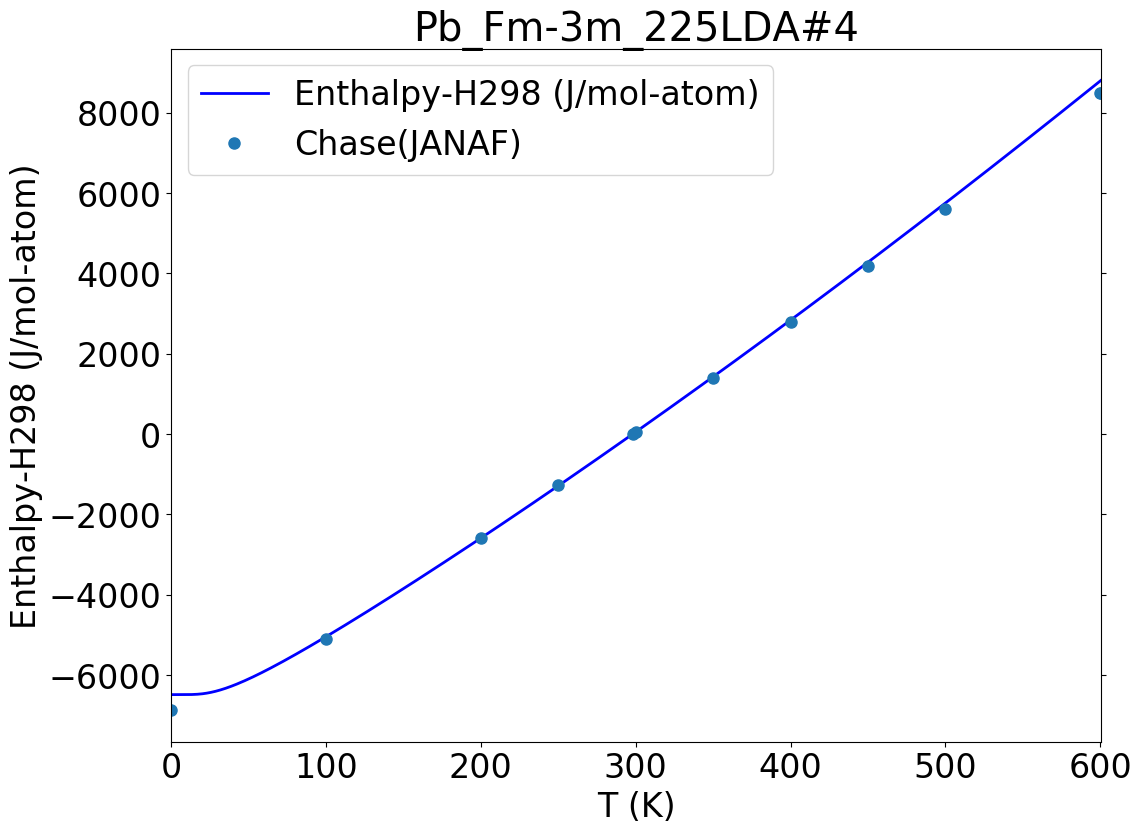 Pb_Fm-3m_225LDA#4
Enthalpy-H298 (J/mol-atom)
Chase(JANAF)
Enthalpy-H298 (J/mol-atom)
8000
6000
4000
2000
0
−2000
−4000
−6000
0 100 200 300 400 500 600
T (K)